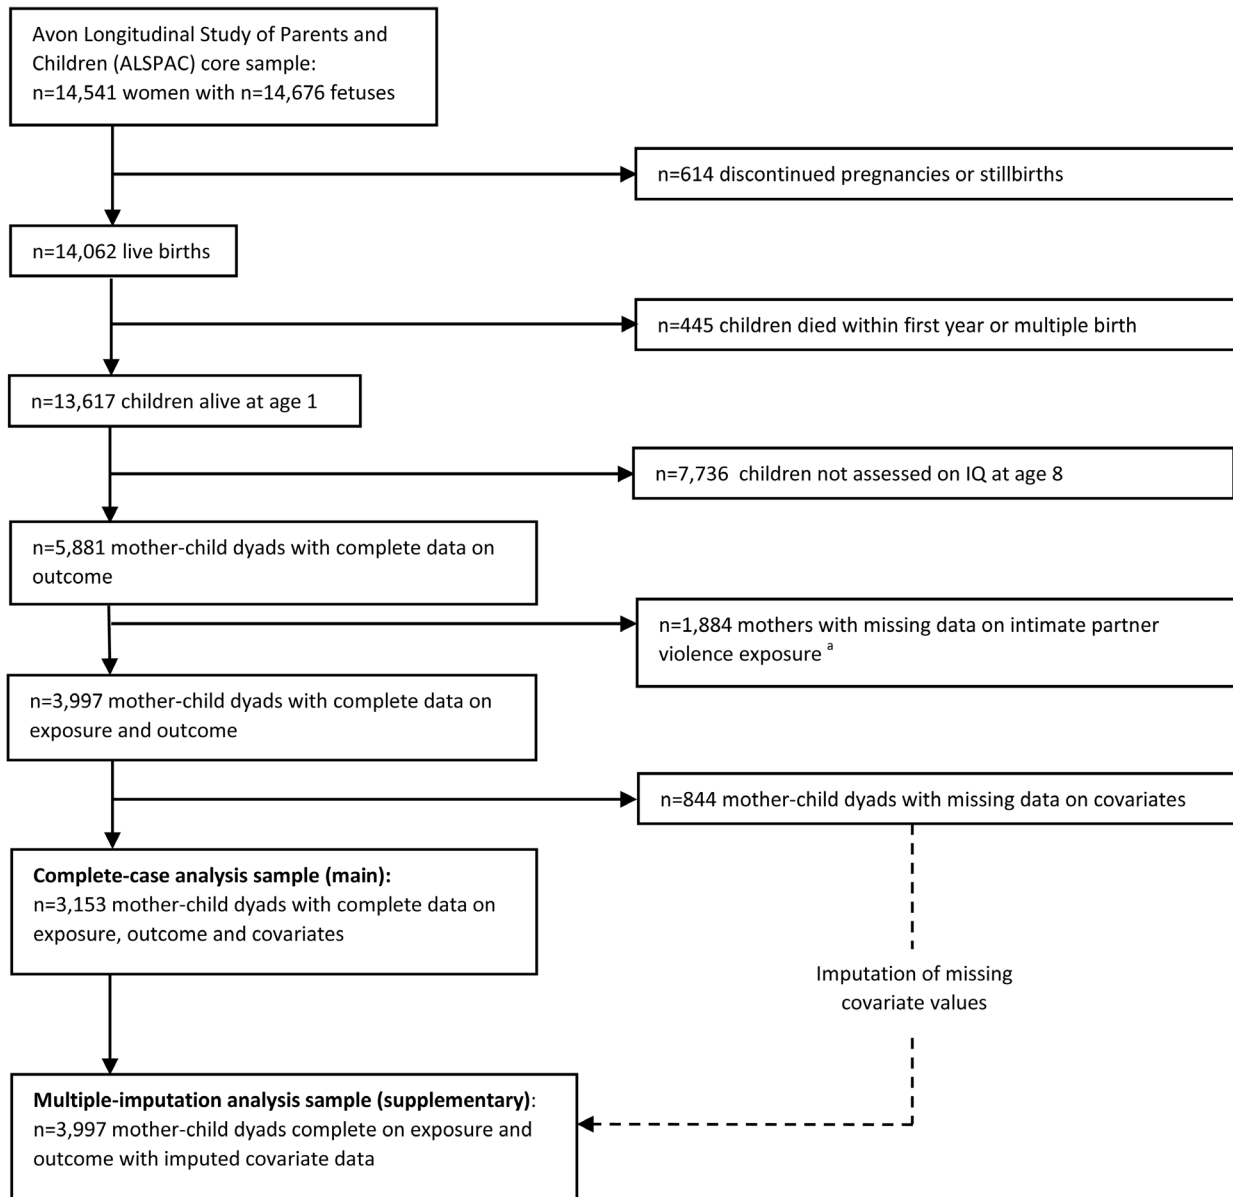 Avon Longitudinal Study of Parents and
Children (ALSPAC) core sample:
n=14,541 women with n=14,676 fetuses
n=614 discontinued pregnancies or stillbirths
n=14,062 live births
n=445 children died within first year or multiple birth
n=13,617 children alive at age 1
n=7,736  children not assessed on IQ at age 8
n=5,881 mother-child dyads with complete data on
outcome
n=1,884 mothers with missing data on intimate partner
violence exposure a
n=3,997 mother-child dyads with complete data on
exposure and outcome
n=844 mother-child dyads with missing data on covariates
Complete-case analysis sample (main):
n=3,153 mother-child dyads with complete data on
exposure, outcome and covariates
Imputation of missing
covariate values
Multiple-imputation analysis sample (supplementary):
n=3,997 mother-child dyads complete on exposure and
outcome with imputed covariate data